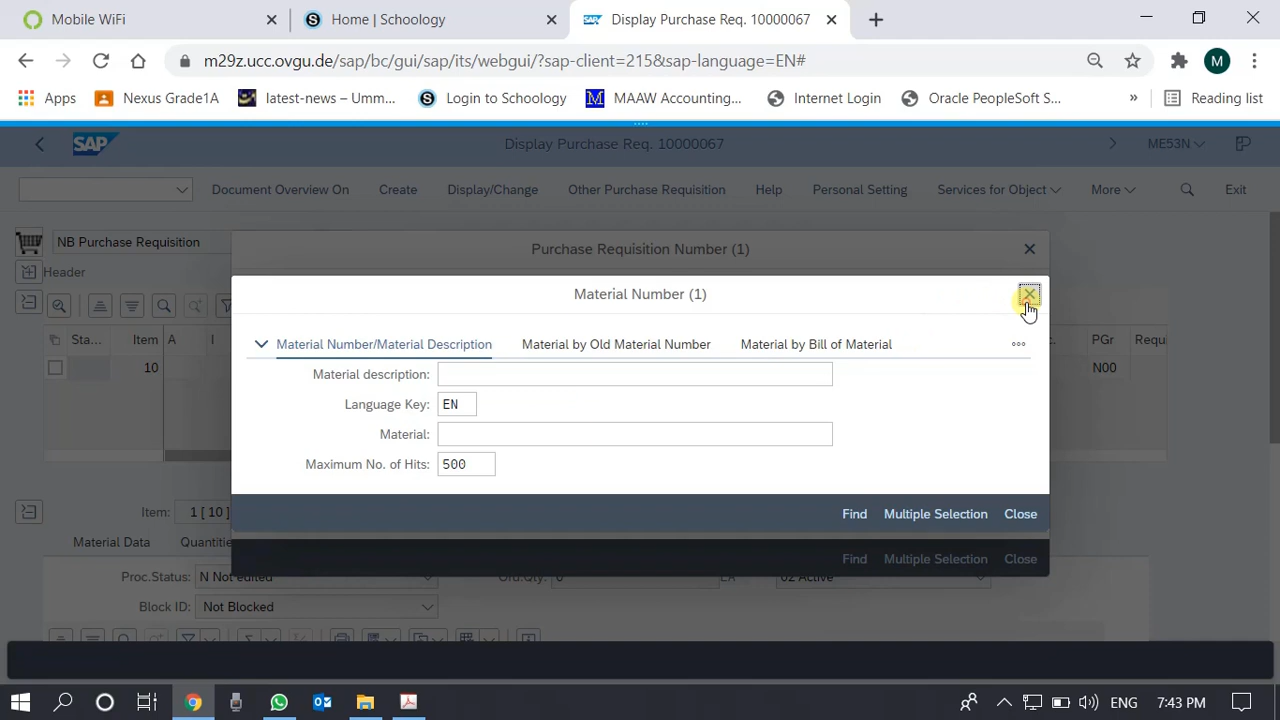 Mobile WiFi
Home | Schoology
Display Purchase Req. 10000067
m29z.ucc.ovgu.de/sap/bc/gui/sap/its/webgui/?sap-client=215&sap-language=EN#
M
Apps
Nexus Grade1A
latest-news – Umm...
Login to Schoology
MAAW Accounting...
Internet Login
Oracle PeopleSoft S...
»
Reading list
SAP
Display Purchase Req. 10000067
ME53N
Document Overview On
Create
Display/Change
Other Purchase Requisition
Help
Personal Setting
Services for Object
More
Exit
NB Purchase Requisition
Purchase Requisition Number (1)
Header
Material Number (1)
Sta...
Item
A
I
PGr
Requi
10
N00
Material Number/Material Description
Material by Old Material Number
Material by Bill of Material
Material description:
Language Key:
EN
Material:
Maximum No. of Hits:
500
Find
Multiple Selection
Close
Item:
1 [ 10 ]
Material Data
Quantitie
Find
Multiple Selection
Close
Proc.Status:
N Not edited
Ord.Qty:
0
EA
02 Active
Block ID:
Not Blocked
ENG
7:43 PM